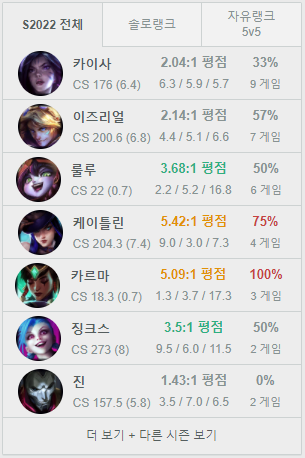 S2022 전체
솔로랭크
자유랭크
5v5
카이사 2.04:1 평점 33%
CS 176 (6.4) 6.3 / 5.9 / 5.7 9 게임
이즈리얼 2.14:1 평점 57%
CS 200.6 (6.8) 4.4 / 5.1 / 6.6 7 게임
룰루 3.68:1 평점 50%
CS 22 (0.7) 2.2 / 5.2 / 16.8 6 게임
케이틀린 5.42:1 평점 75%
CS 204.3 (7.4) 9.0 / 3.0 / 7.3 4 게임
카르마 5.09:1 평점 100%
CS 18.3 (0.7) 1.3 / 3.7 / 17.3 3 게임
징크스 3.5:1 평점 50%
CS 273 (8) 9.5 / 6.0 / 11.5 2 게임
진 1.43:1 평점 0%
CS 157.5 (5.8) 3.5 / 7.0 / 6.5 2 게임
더 보기 + 다른 시즌 보기